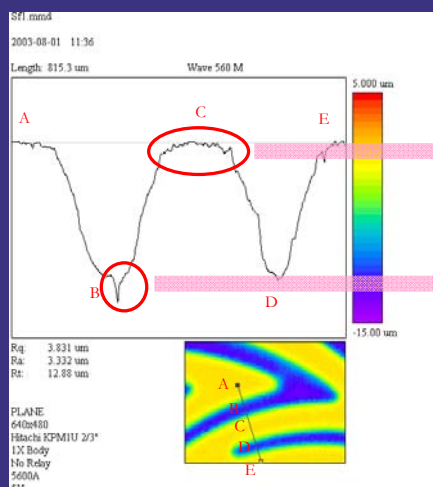 Sf1.mmd
2003-08-01 11:36
Length: 815.3 um Wave 560 M
5.000 um
A
C
E
B
D
-15.00 um
Rq: 3.831 um
Ra: 3.332 um
Rt: 12.88 um
A
B
C
D
E
PLANE
640x480
Hitachi KPM1U 2/3"
1X Body
No Relay
5600A